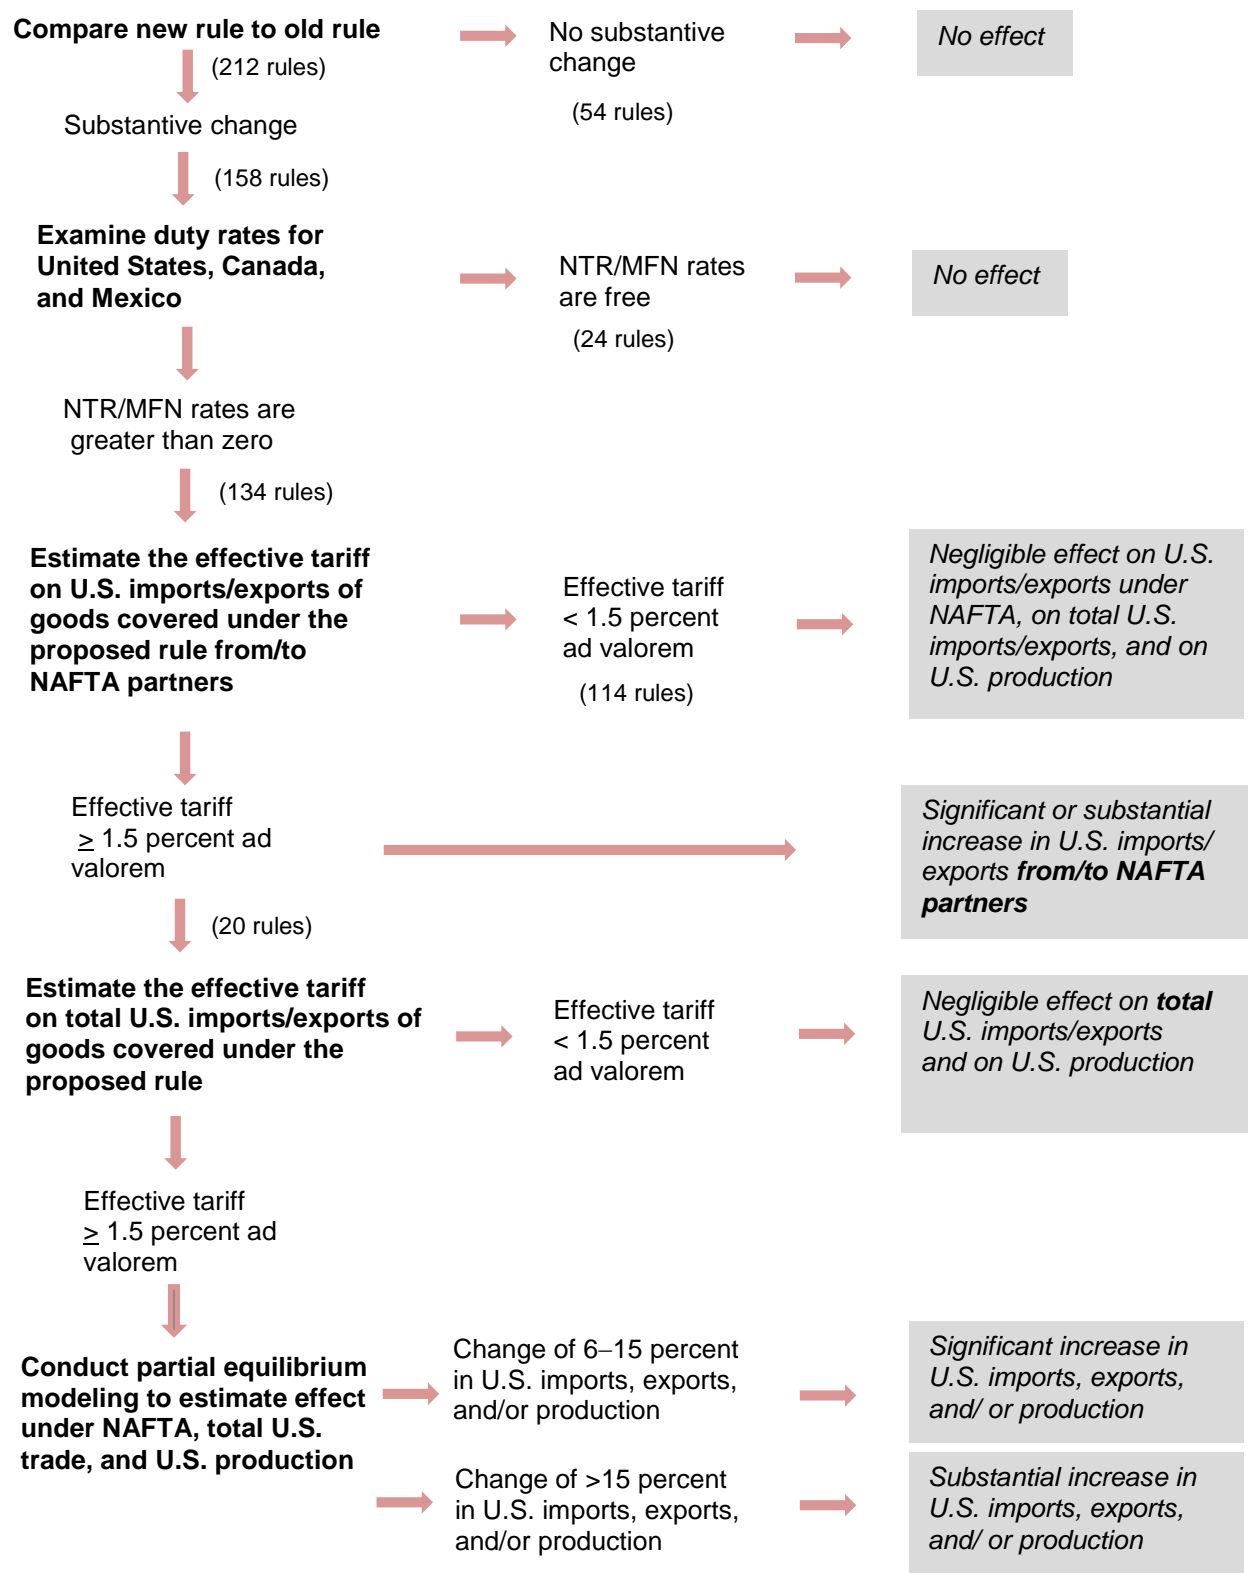 Compare new rule to old rule
(212 rules)
No substantive
change
(54 rules)
No effect
Substantive change
(158 rules)
Examine duty rates for
United States, Canada,
and Mexico
NTR/MFN rates
are free
(24 rules)
No effect
NTR/MFN rates are
greater than zero
(134 rules)
Estimate the effective tariff
on U.S. imports/exports of
goods covered under the
proposed rule from/to
NAFTA partners
Effective tariff
< 1.5 percent
ad valorem
(114 rules)
Negligible effect on U.S.
imports/exports under
NAFTA, on total U.S.
imports/exports, and on
U.S. production
Effective tariff
≥ 1.5 percent ad
valorem
Significant or substantial
increase in U.S. imports/
exports from/to NAFTA
partners
(20 rules)
Estimate the effective tariff
on total U.S. imports/exports of
goods covered under the
proposed rule
Effective tariff
< 1.5 percent
ad valorem
Negligible effect on total
U.S. imports/exports
and on U.S. production
Effective tariff
≥ 1.5 percent ad
valorem
Conduct partial equilibrium
modeling to estimate effect
under NAFTA, total U.S.
trade, and U.S. production
Change of 6–15 percent
in U.S. imports, exports,
and/or production
Significant increase in
U.S. imports, exports,
and/ or production
Change of >15 percent
in U.S. imports, exports,
and/or production
Substantial increase in
U.S. imports, exports,
and/ or production